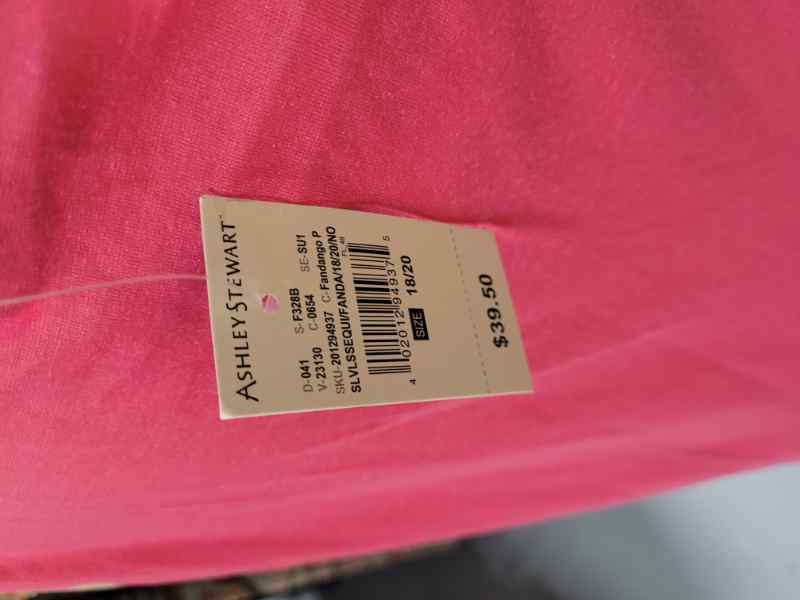 ASHLEY STEWART
D-041 S-F328B SE-SU1
V-23130 C-0654
SKU-201294937 C-Fandango P
SLVLSSEQUI/FANDA/18/20/NO
4 02012 94937 5
SIZE 18/20
$39.50